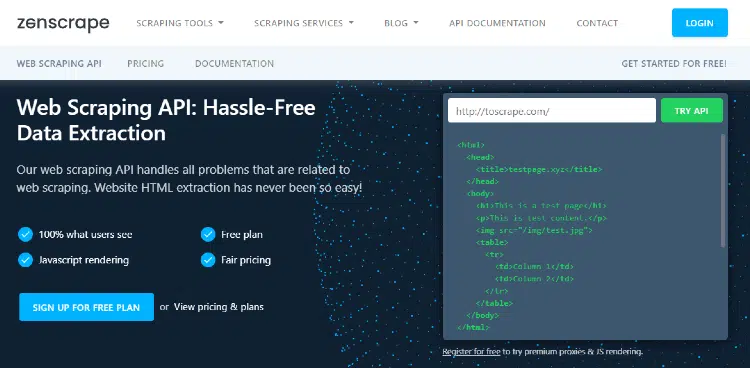 zenscrape
SCRAPING TOOLS
SCRAPING SERVICES
BLOG
API DOCUMENTATION
CONTACT
LOGIN
WEB SCRAPING API
PRICING
DOCUMENTATION
GET STARTED FOR FREE!
Web Scraping API: Hassle-Free
Data Extraction
Our web scraping API handles all problems that are related to
web scraping. Website HTML extraction has never been so easy!
100% what users see
Free plan
Javascript rendering
Fair pricing
SIGN UP FOR FREE PLAN
or View pricing & plans
http://toscrape.com/
TRY API
<html>
<head>
<title>testpage.xyz</title>
</head>
<body>
<h1>This is a test page</h1>
<p>This is test content.</p>
<img src="/img/test.jpg">
<table>
<tr>
<td>Column 1</td>
<td>Column 2</td>
</tr>
</table>
</body>
</html>
Register for free to try premium proxies & JS rendering.